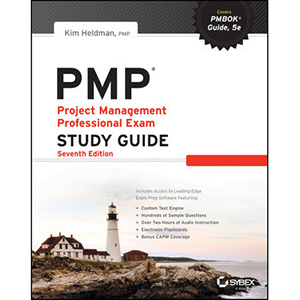 Covers
PMBOK®
Guide, 5e
Kim Heldman, PMP
PMP®
Project Management
Professional Exam
STUDY GUIDE
Seventh Edition
Includes Access to Leading-Edge
Exam Prep Software Featuring:
• Custom Test Engine
• Hundreds of Sample Questions
• Over Two Hours of Audio Instruction
• Electronic Flashcards
• Bonus CAPM Coverage
SYBEX